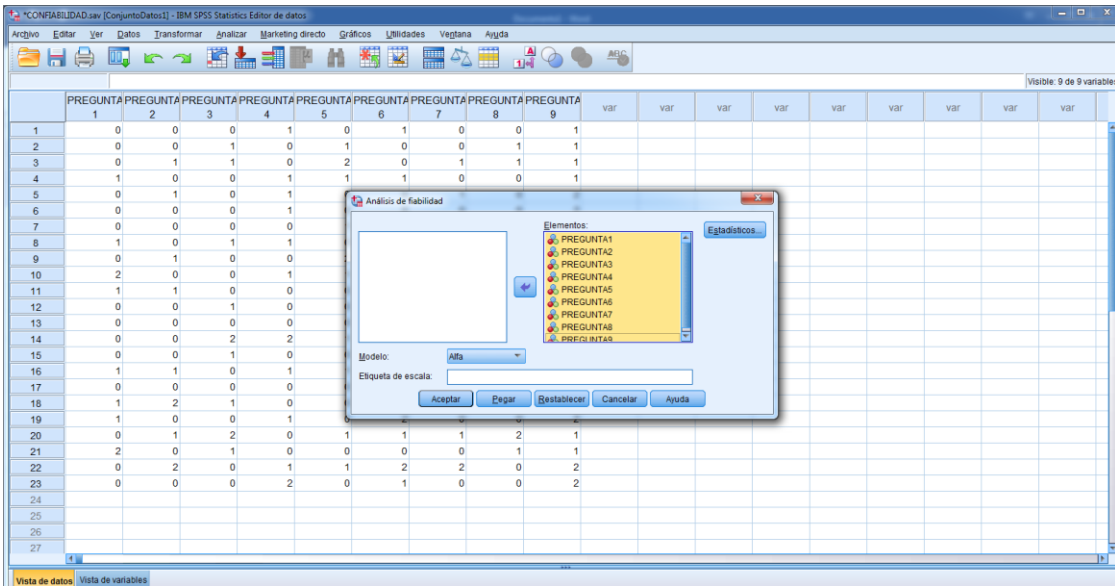 *CONFIABILIDAD.sav [ConjuntoDatos1] - IBM SPSS Statistics Editor de datos
Archivo Editar Ver Datos Transformar Analizar Marketing directo Gráficos Utilidades Ventana Ayuda
Visible: 9 de 9 variables
PREGUNTA1 PREGUNTA2 PREGUNTA3 PREGUNTA4 PREGUNTA5 PREGUNTA6 PREGUNTA7 PREGUNTA8 PREGUNTA9 var var var var var var var
1 0 0 0 1 0 1 0 0 1
2 0 0 1 0 1 0 0 1 1
3 0 1 1 0 2 0 1 1 1
4 1 0 0 1 1 1 0 0 1
5 0 1 0 1
6 0 0 0 1
7 0 0 0 0
8 1 0 1 1
9 0 1 0 0
10 2 0 0 1
11 1 1 0 0
12 0 0 1 0
13 0 0 0 0
14 0 0 2 2
15 0 0 1 0
16 1 1 0 1
17 0 0 0 0
18 1 2 1 0
19 1 0 0 1
20 0 1 2 0 1 1 1 2 1
21 2 0 1 0 0 0 0 1 1
22 0 2 0 1 1 2 2 0 2
23 0 0 0 2 0 1 0 0 2
24
25
26
27
Análisis de fiabilidad
Elementos:
PREGUNTA1
PREGUNTA2
PREGUNTA3
PREGUNTA4
PREGUNTA5
PREGUNTA6
PREGUNTA7
PREGUNTA8
PREGUNTA9
Estadísticos...
Modelo: Alfa
Etiqueta de escala:
Aceptar Pegar Restablecer Cancelar Ayuda
Vista de datos Vista de variables